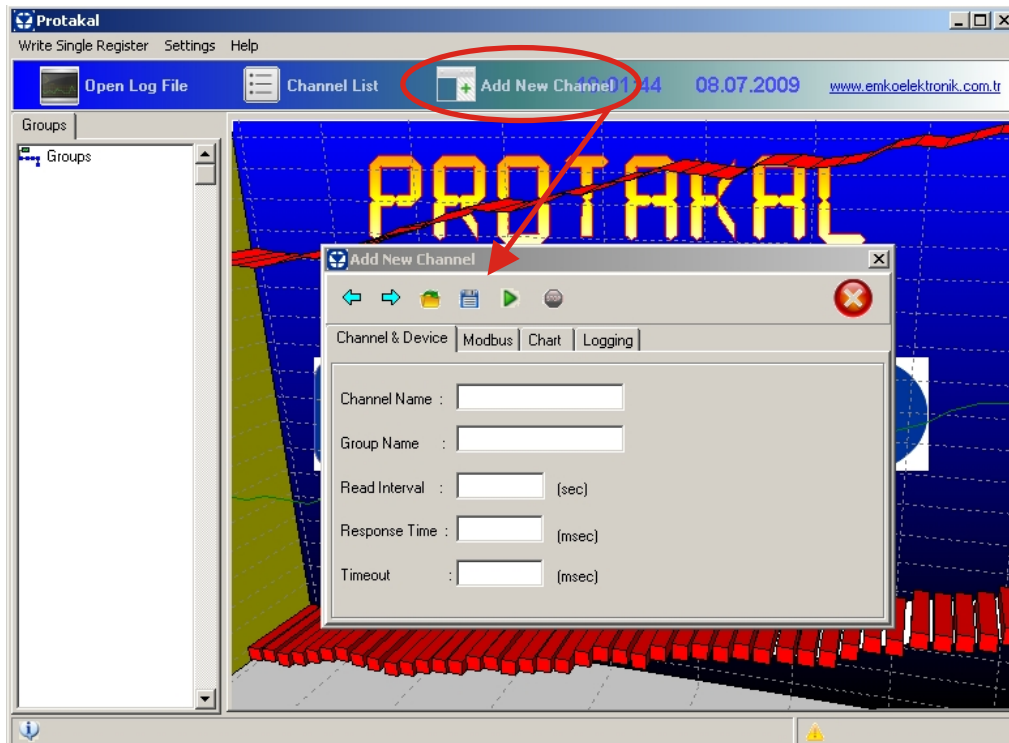 Protakal
Write Single Register Settings Help
Open Log File Channel List Add New Channel :01:44 08.07.2009 www.emkoelektronik.com.tr
Groups
Groups
PROTAKAL
Add New Channel
Channel & Device Modbus Chart Logging
Channel Name :
Group Name :
Read Interval : (sec)
Response Time : (msec)
Timeout : (msec)